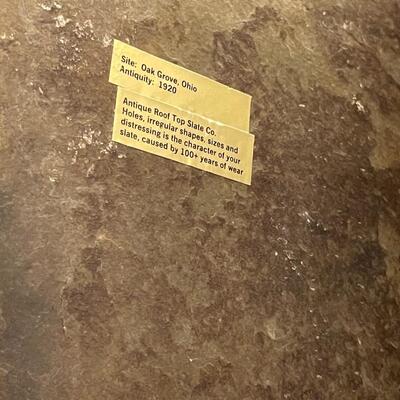 Site: Oak Grove, Ohio
Antiquity: 1920
Antique Roof Top Slate Co.
Holes, irregular shapes, sizes and
distressing is the character of your
slate, caused by 100+ years of wear